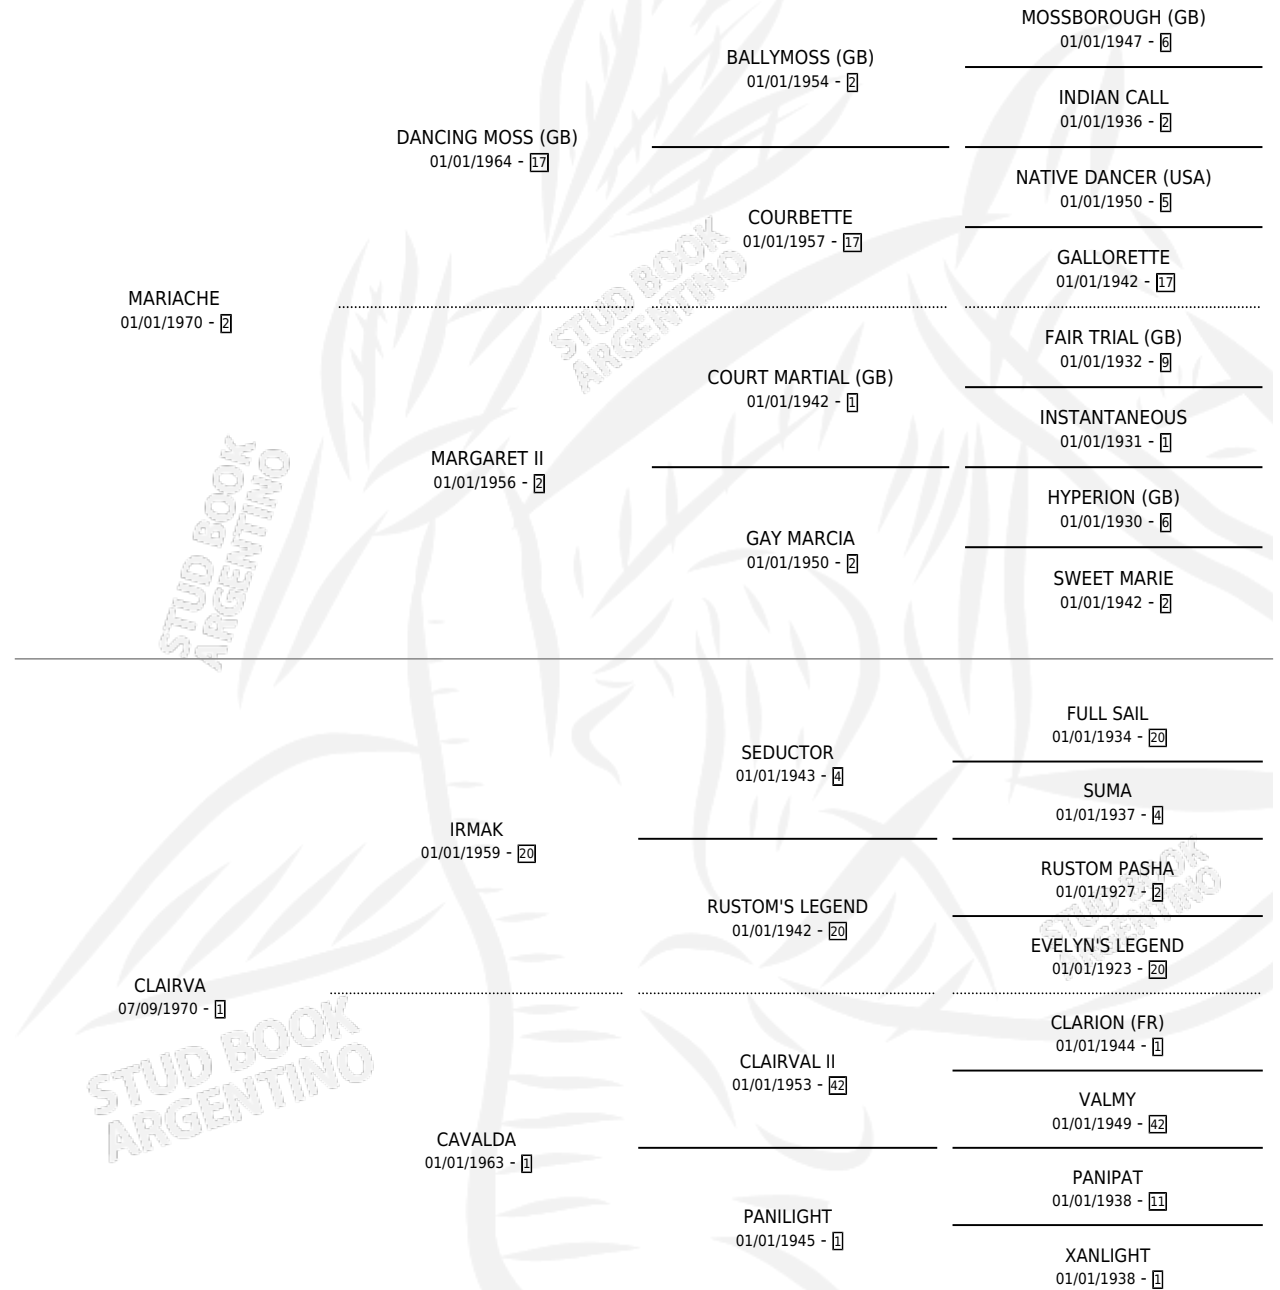 MOSSBOROUGH (GB)
01/01/1947 - 6
BALLYMOSS (GB)
01/01/1954 - 2
INDIAN CALL
01/01/1936 - 2
DANCING MOSS (GB)
01/01/1964 - 17
NATIVE DANCER (USA)
01/01/1950 - 5
COURBETTE
01/01/1957 - 17
GALLORETTE
01/01/1942 - 17
MARIACHE
01/01/1970 - 2
FAIR TRIAL (GB)
01/01/1932 - 9
COURT MARTIAL (GB)
01/01/1942 - 1
INSTANTANEOUS
01/01/1931 - 1
MARGARET II
01/01/1956 - 2
HYPERION (GB)
01/01/1930 - 6
GAY MARCIA
01/01/1950 - 2
SWEET MARIE
01/01/1942 - 2
FULL SAIL
01/01/1934 - 20
SEDUCTOR
01/01/1943 - 4
SUMA
01/01/1937 - 4
IRMAK
01/01/1959 - 20
RUSTOM PASHA
01/01/1927 - 2
RUSTOM'S LEGEND
01/01/1942 - 20
EVELYN'S LEGEND
01/01/1923 - 20
CLAIRVA
07/09/1970 - 1
CLARION (FR)
01/01/1944 - 1
CLAIRVAL II
01/01/1953 - 42
VALMY
01/01/1949 - 42
CAVALDA
01/01/1963 - 1
PANIPAT
01/01/1938 - 11
PANILIGHT
01/01/1945 - 1
XANLIGHT
01/01/1938 - 1
STUD BOOK
ARGENTINO
STUD BOOK
ARGENTINO
STUD BOOK
ARGENTINO
STUD BOOK
ARGENTINO